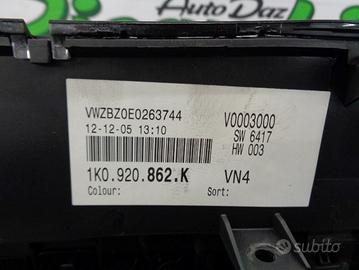 Auto Daz
VWZBZ0E0263744
V0003000
12-12-05 13:10
SW 6417
HW 003
1K0.920.862.K
VN4
Colour:
Sort:
subito